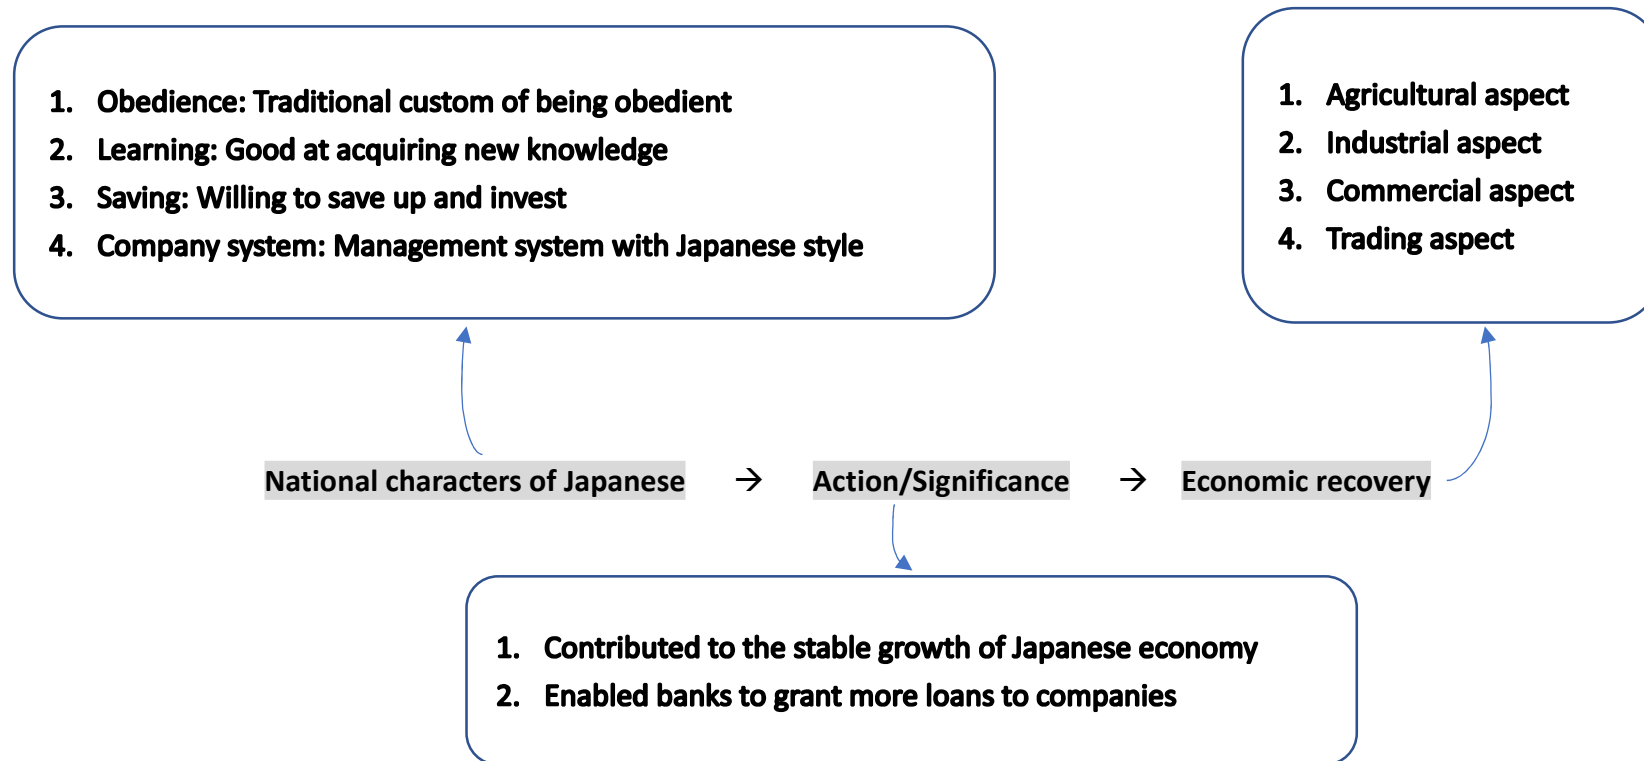 1. Obedience: Traditional custom of being obedient
2. Learning: Good at acquiring new knowledge
3. Saving: Willing to save up and invest
4. Company system: Management system with Japanese style
1. Agricultural aspect
2. Industrial aspect
3. Commercial aspect
4. Trading aspect
National characters of Japanese → Action/Significance → Economic recovery
1. Contributed to the stable growth of Japanese economy
2. Enabled banks to grant more loans to companies